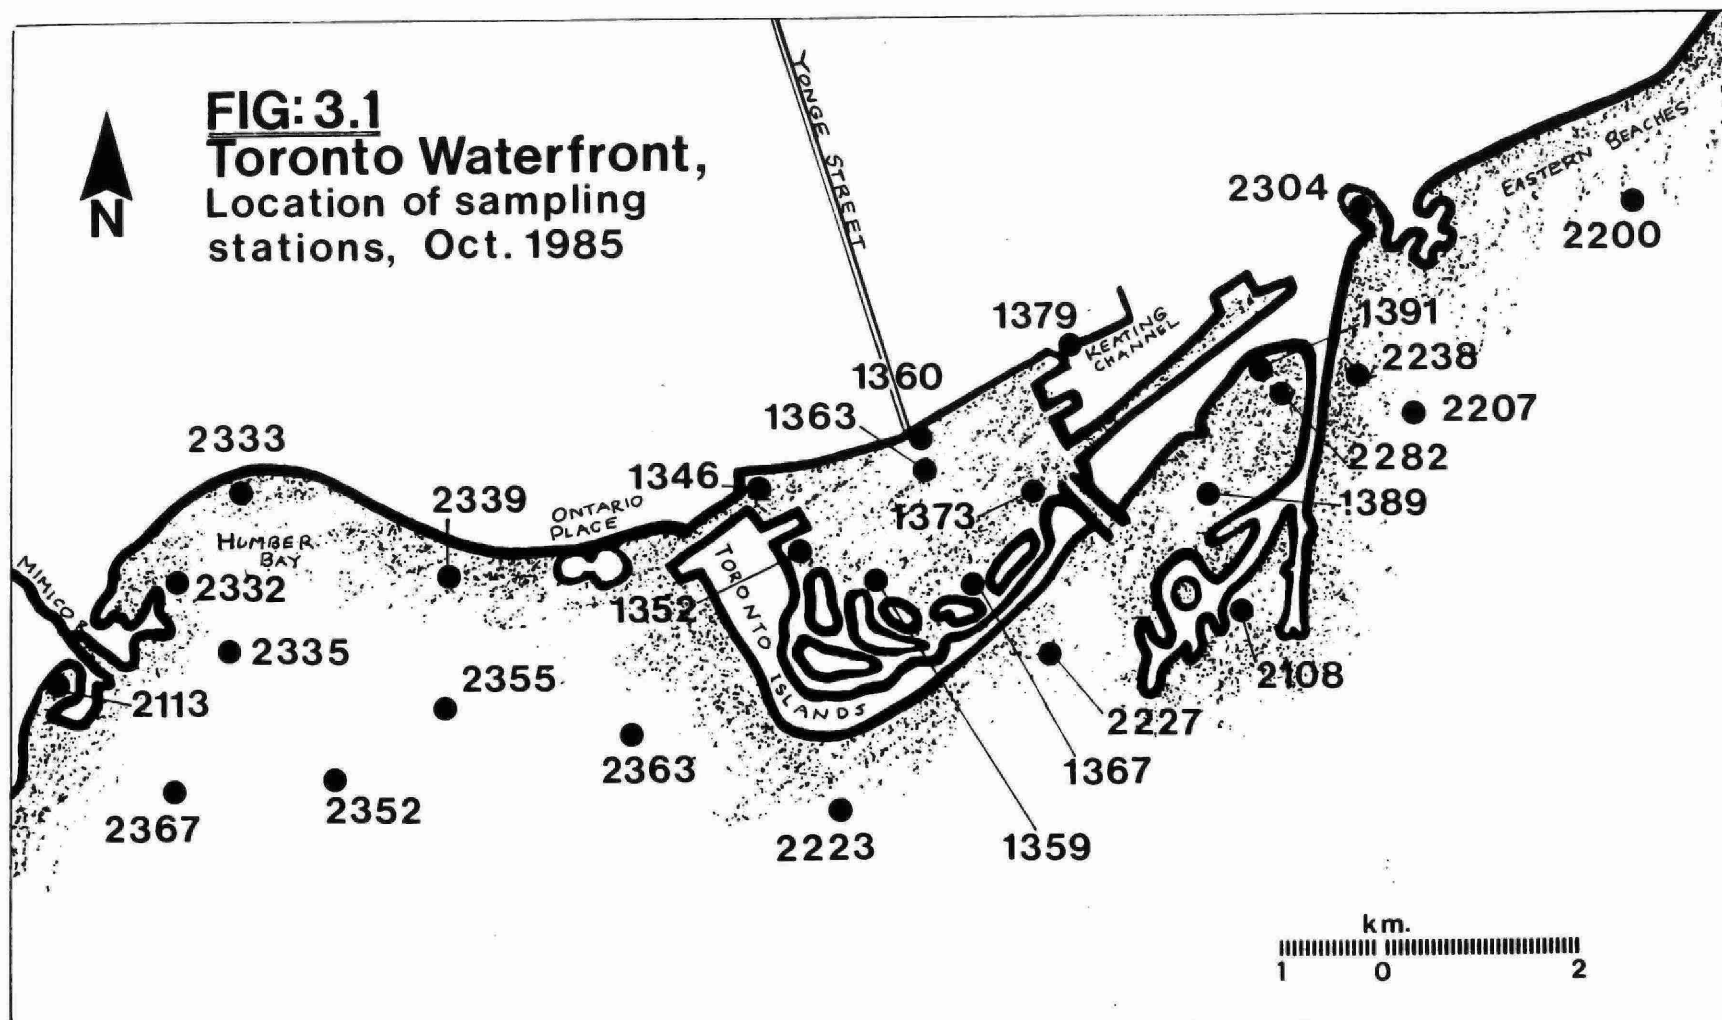 FIG: 3.1
Toronto Waterfront,
Location of sampling
stations, Oct. 1985
N
YONGE STREET
EASTERN BEACHES
2304
2200
1379
KEATING
CHANNEL
1391
2238
1360
1363
2207
2333
2339
1346
ONTARIO
PLACE
1373
2282
1389
HUMBER
BAY
MIMICO R.
2332
1352
TORONTO
ISLANDS
2335
2355
2113
2108
2227
2363
1367
2367
2352
2223
1359
km.
1 0 2